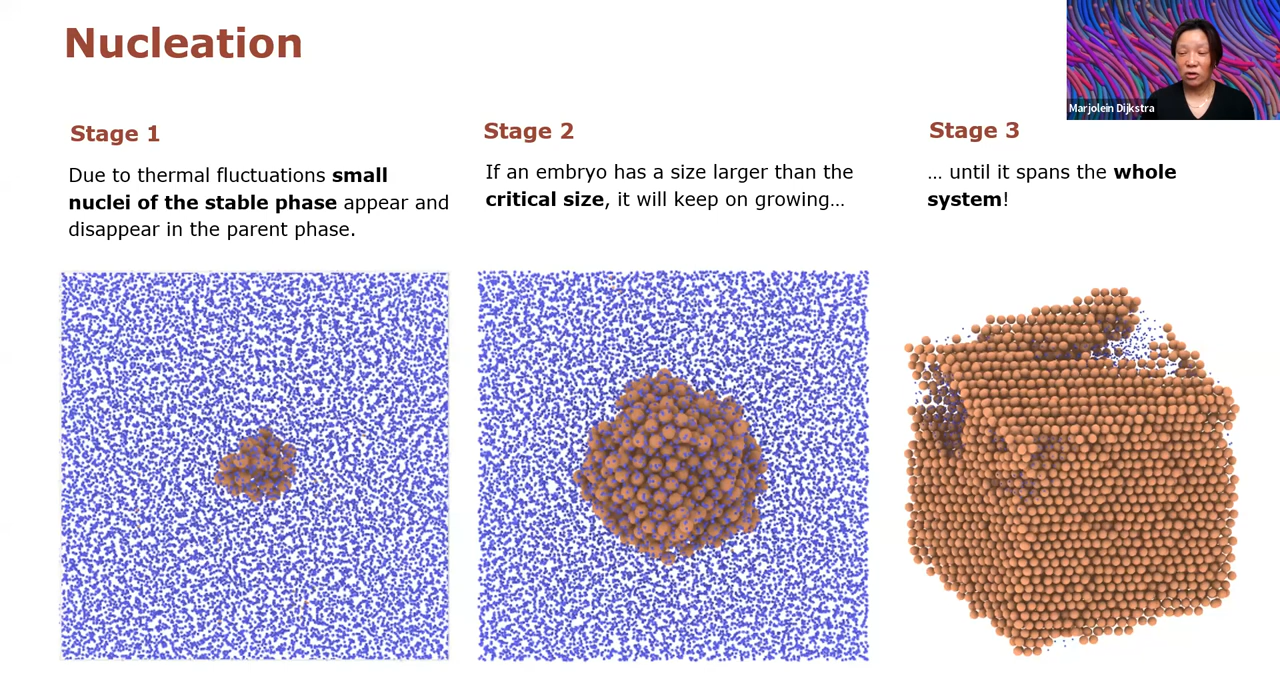 Nucleation
Marjolein Dijkstra
Stage 1
Due to thermal fluctuations small
nuclei of the stable phase appear and
disappear in the parent phase.
Stage 2
If an embryo has a size larger than the
critical size, it will keep on growing…
Stage 3
… until it spans the whole
system!